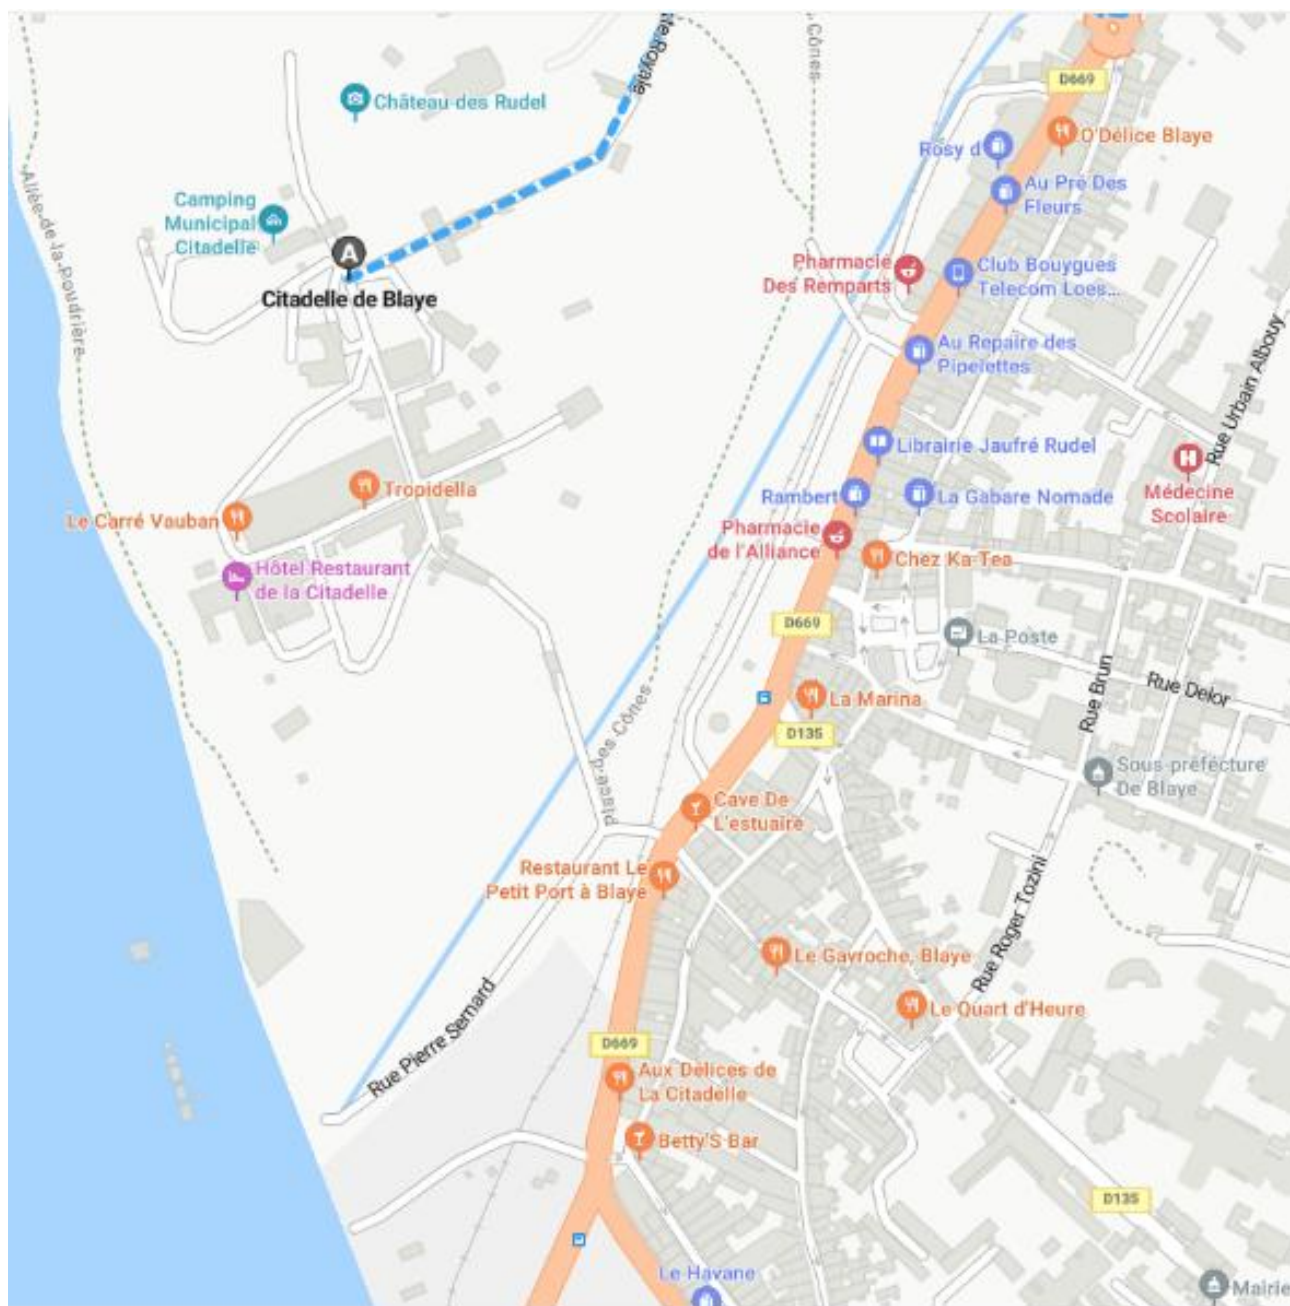 te Royale
Cônes
D669
Château des Rudel
O'Délice Blaye
Rosy d
Au Pré Des
Fleurs
Camping
Municipal
Citadelle
Allée de la Poudrière
A
Citadelle de Blaye
Pharmacie
Des Remparts
Club Bouygues
Telecom Loes...
Au Repaire des
Pipelettes
Rue Urbain Albouy
Librairie Jaufré Rudel
Tropidella
Rambert
La Gabare Nomade
Médecine
Scolaire
Le Carré Vauban
Pharmacie
de l'Alliance
Chez Ka-Tea
Hôtel Restaurant
de la Citadelle
D669
La Poste
Rue Brun
Rue Delor
La Marina
D135
Place d
es Cônes
Sous-préfecture
De Blaye
Cave De
L'estuaire
Restaurant Le
Petit Port à Blaye
Rue Roger Tozini
Le Gavroche, Blaye
Le Quart d'Heure
Rue Pierre Semard
D669
Aux Délices de
La Citadelle
Betty'S Bar
D135
Le Havane
Mairie